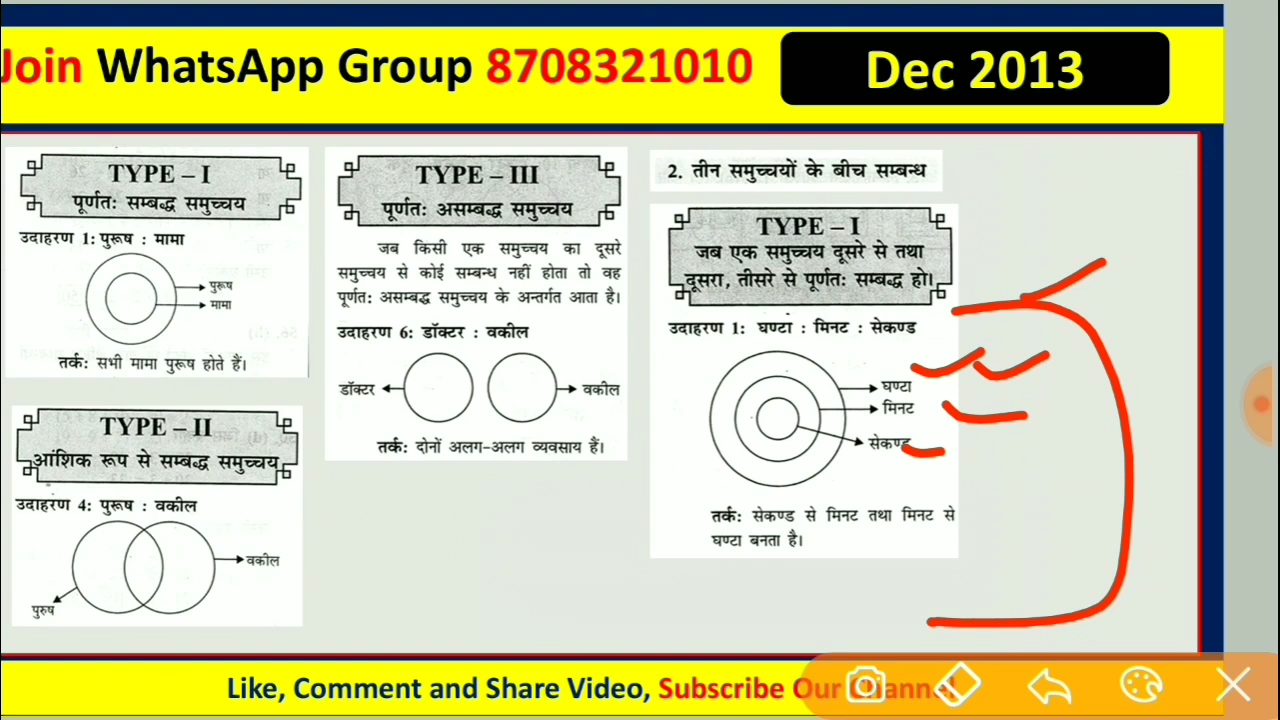 Join WhatsApp Group 8708321010
Dec 2013
TYPE – I
पूर्णतः सम्बद्ध समुच्चय
उदाहरण 1: पुरूष : मामा
पुरूष
मामा
तर्कः सभी मामा पुरूष होते हैं।
TYPE – II
आंशिक रूप से सम्बद्ध समुच्चय
उदाहरण 4: पुरूष : वकील
वकील
पुरुष
TYPE – III
पूर्णतः असम्बद्ध समुच्चय
जब किसी एक समुच्चय का दूसरे
समुच्चय से कोई सम्बन्ध नहीं होता तो वह
पूर्णतः असम्बद्ध समुच्चय के अन्तर्गत आता है।
उदाहरण 6: डॉक्टर : वकील
डॉक्टर
वकील
तर्कः दोनों अलग-अलग व्यवसाय हैं।
2. तीन समुच्चयों के बीच सम्बन्ध
TYPE – I
जब एक समुच्चय दूसरे से तथा
दूसरा, तीसरे से पूर्णतः सम्बद्ध हो।
उदाहरण 1: घण्टा : मिनट : सेकण्ड
घण्टा
मिनट
सेकण्ड
तर्कः सेकण्ड से मिनट तथा मिनट से
घण्टा बनता है।
Like, Comment and Share Video, Subscribe Our Channel